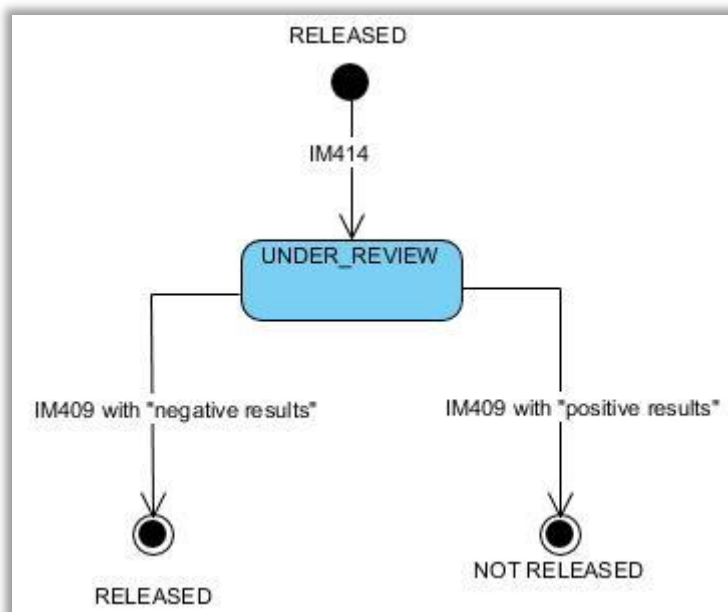 RELEASED
IM414
UNDER_REVIEW
IM409 with "negative results"
IM409 with "positive results"
NOT RELEASED
RELEASED